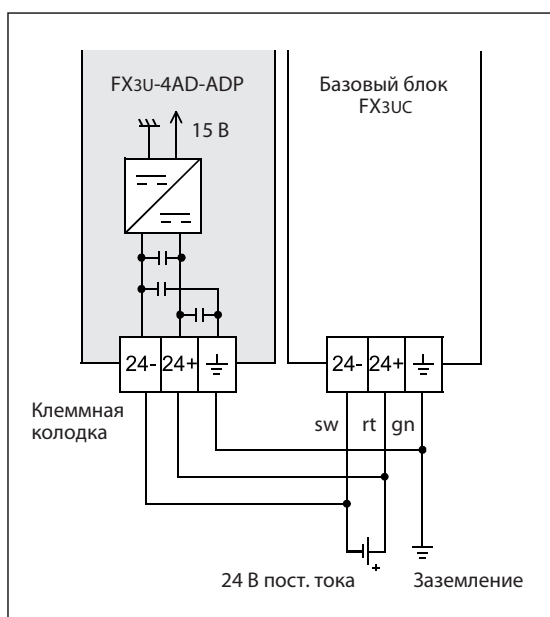 FX3U-4AD-ADP
15 В
Базовый блок
FX3UC
24- 24+
24- 24+
Клеммная
колодка
sw rt gn
+
24 В пост. тока
Заземление